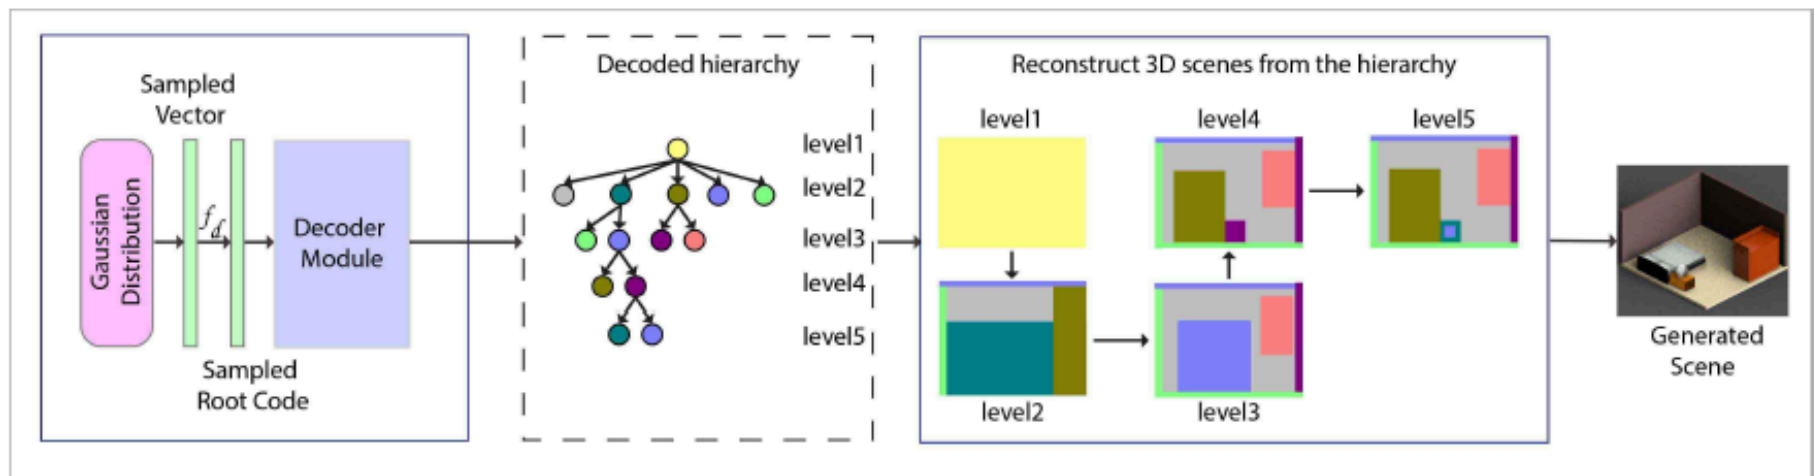 Sampled
Vector
Gaussian
Distribution
f_d
Decoder
Module
Sampled
Root Code
Decoded hierarchy
level1
level2
level3
level4
level5
Reconstruct 3D scenes from the hierarchy
level1
level4
level5
level2
level3
Generated
Scene